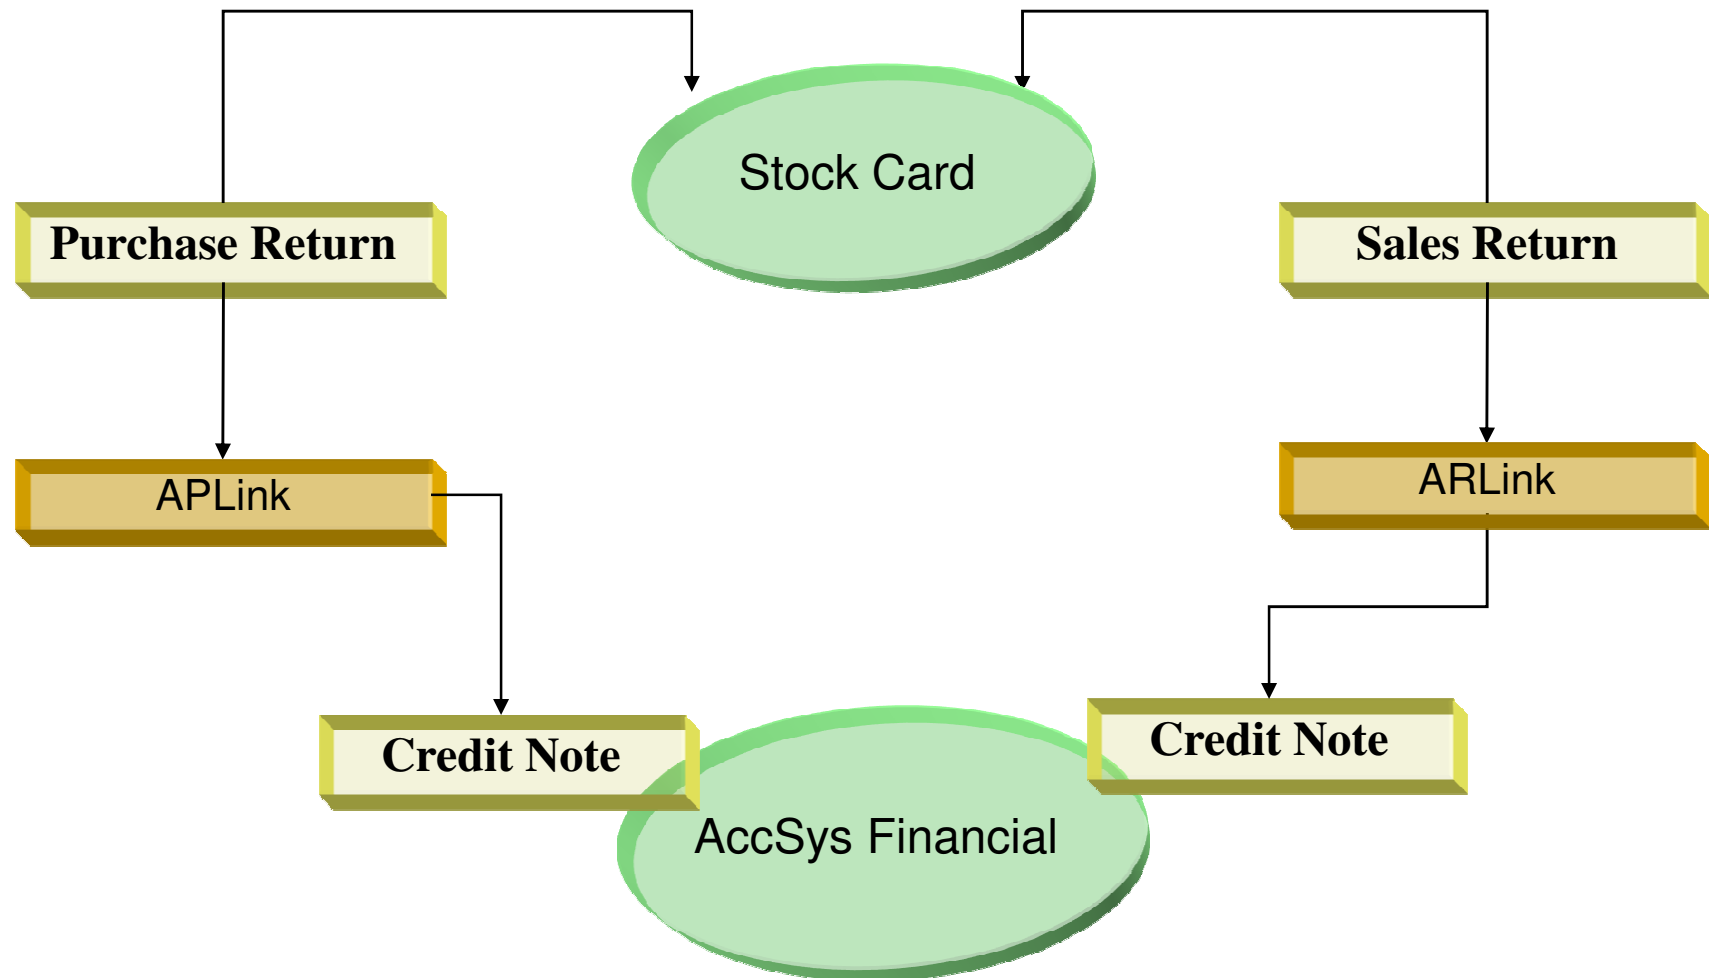 Stock Card
Purchase Return
Sales Return
APLink
ARLink
Credit Note
Credit Note
AccSys Financial